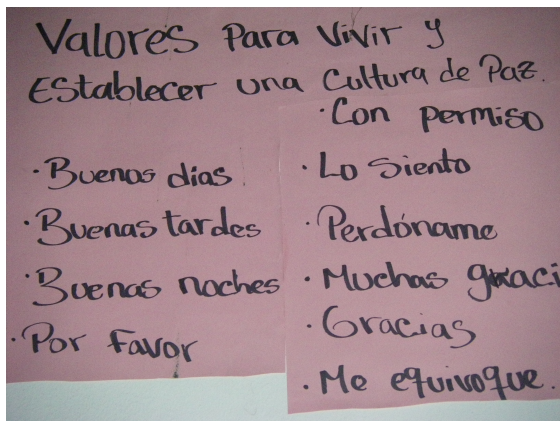 Valores Para Vivir y
Establecer una Cultura de Paz.
· Buenos dias
· Buenas tardes
· Buenas noches
· Por Favor
· Con permiso
· Lo siento
· Perdóname
· Muchas graci
· Gracias
· Me equivoque.